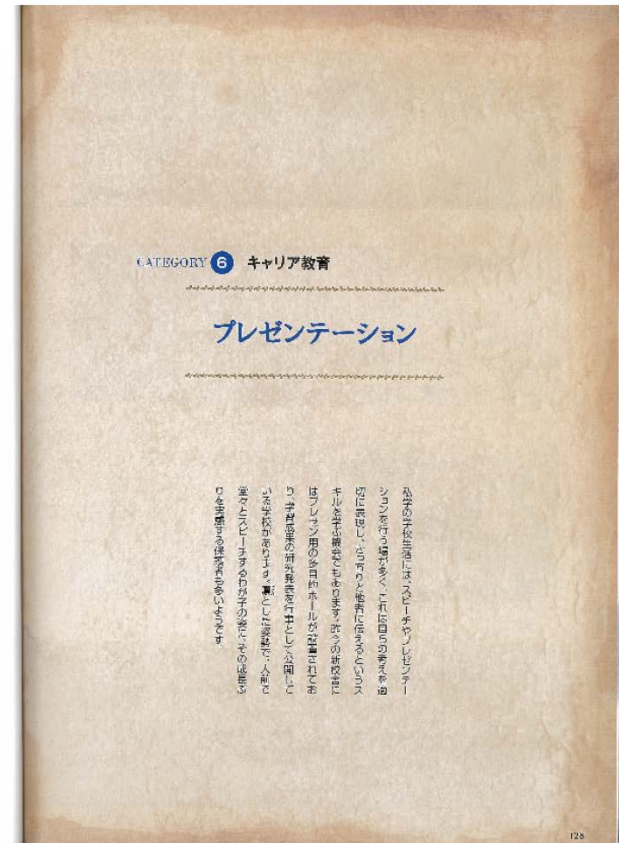 CATEGORY 6 キャリア教育
プレゼンテーション
私学の学校生活には、スピーチやプレゼンテー
ションを行う場が多く、これは自らの考えを適
切に表現し、きっちりと他者に伝えるというス
キルを学ぶ機会でもあります。昨今の新校舎に
はプレゼン用の多目的ホールが設置されてお
り、学習成果の研究発表を行事として公開して
いる学校があります。凛とした姿勢で、人前で
堂々とスピーチするわが子の姿に、その成長ぶ
りを実感する保護者も多いようです。
128